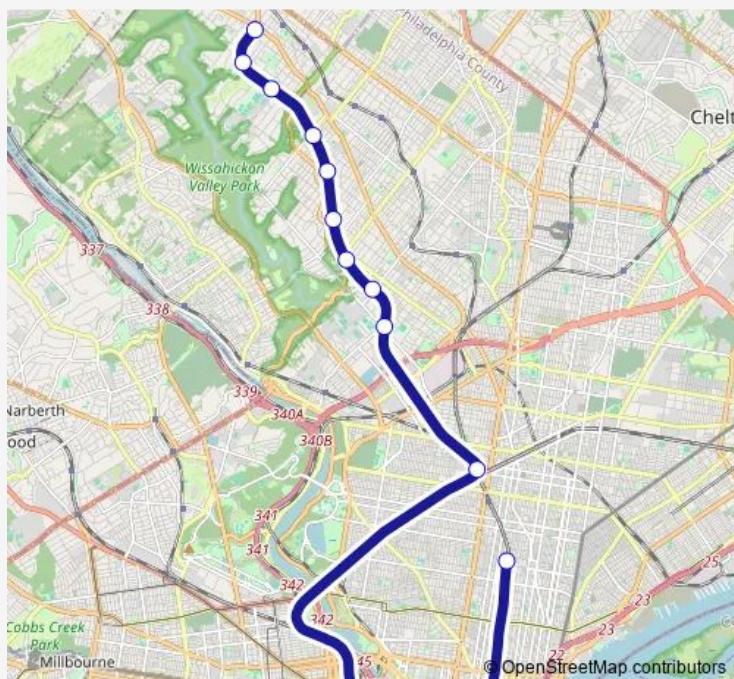 Philadelphia County
Chelt
Wissahickon
Valley Park
337
338
339
Narberth
340A
ood
340B
341
341
25
342
23
342
23
Cobbs Creek
Park
22
Millbourne
45
© OpenStreetMap contributors